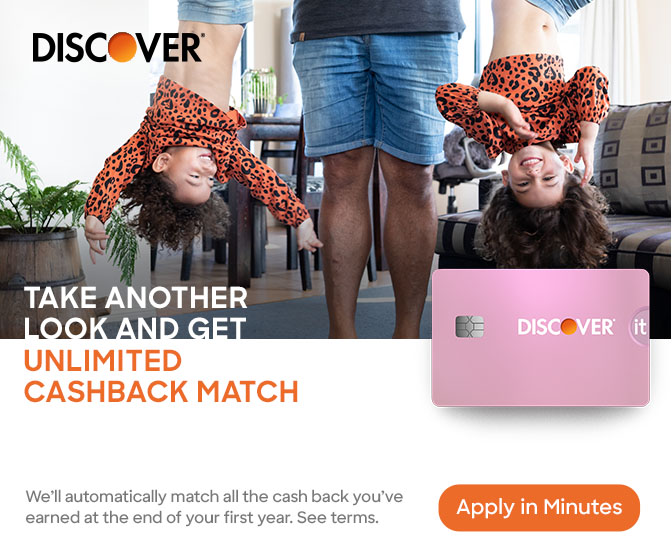 DISCOVER®
TAKE ANOTHER
LOOK AND GET
UNLIMITED
CASHBACK MATCH
DISCOVER® it
We’ll automatically match all the cash back you’ve
earned at the end of your first year. See terms.
Apply in Minutes